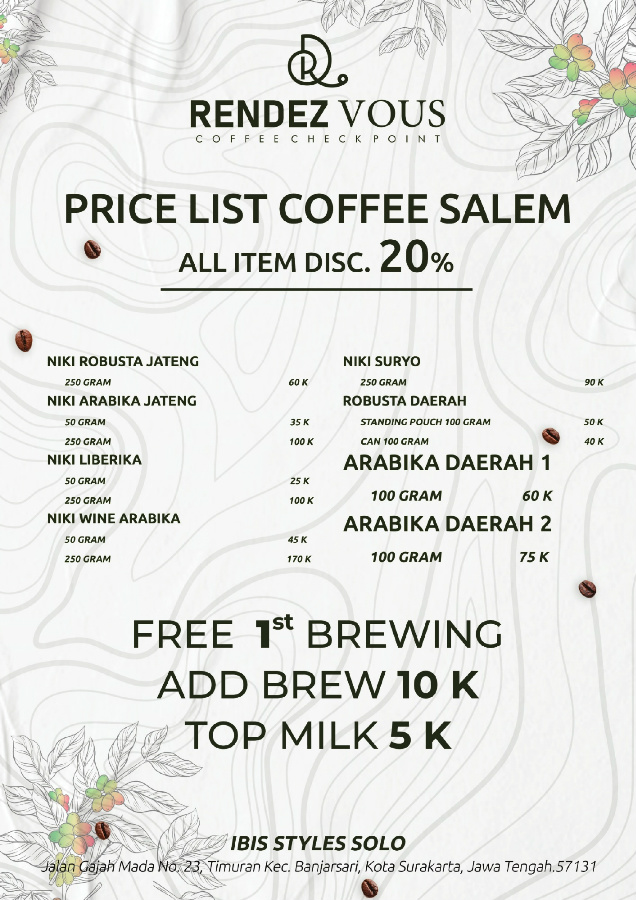 RENDEZ VOUS
COFFEE CHECKPOINT
PRICE LIST COFFEE SALEM
ALL ITEM DISC. 20%
NIKI ROBUSTA JATENG
250 GRAM 60 K
NIKI ARABIKA JATENG
50 GRAM 35 K
250 GRAM 100 K
NIKI LIBERIKA
50 GRAM 25 K
250 GRAM 100 K
NIKI WINE ARABIKA
50 GRAM 45 K
250 GRAM 170 K
NIKI SURYO
250 GRAM 90 K
ROBUSTA DAERAH
STANDING POUCH 100 GRAM 50 K
CAN 100 GRAM 40 K
ARABIKA DAERAH 1
100 GRAM 60 K
ARABIKA DAERAH 2
100 GRAM 75 K
FREE 1st BREWING
ADD BREW 10 K
TOP MILK 5 K
IBIS STYLES SOLO
Jalan Gajah Mada No. 23, Timuran Kec. Banjarsari, Kota Surakarta, Jawa Tengah.57131